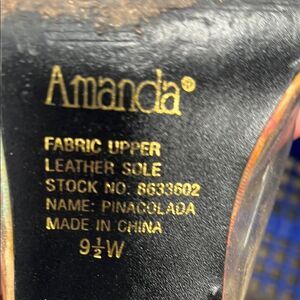 Amanda®
FABRIC UPPER
LEATHER SOLE
STOCK NO: 8633602
NAME: PINACOLADA
MADE IN CHINA
9½W